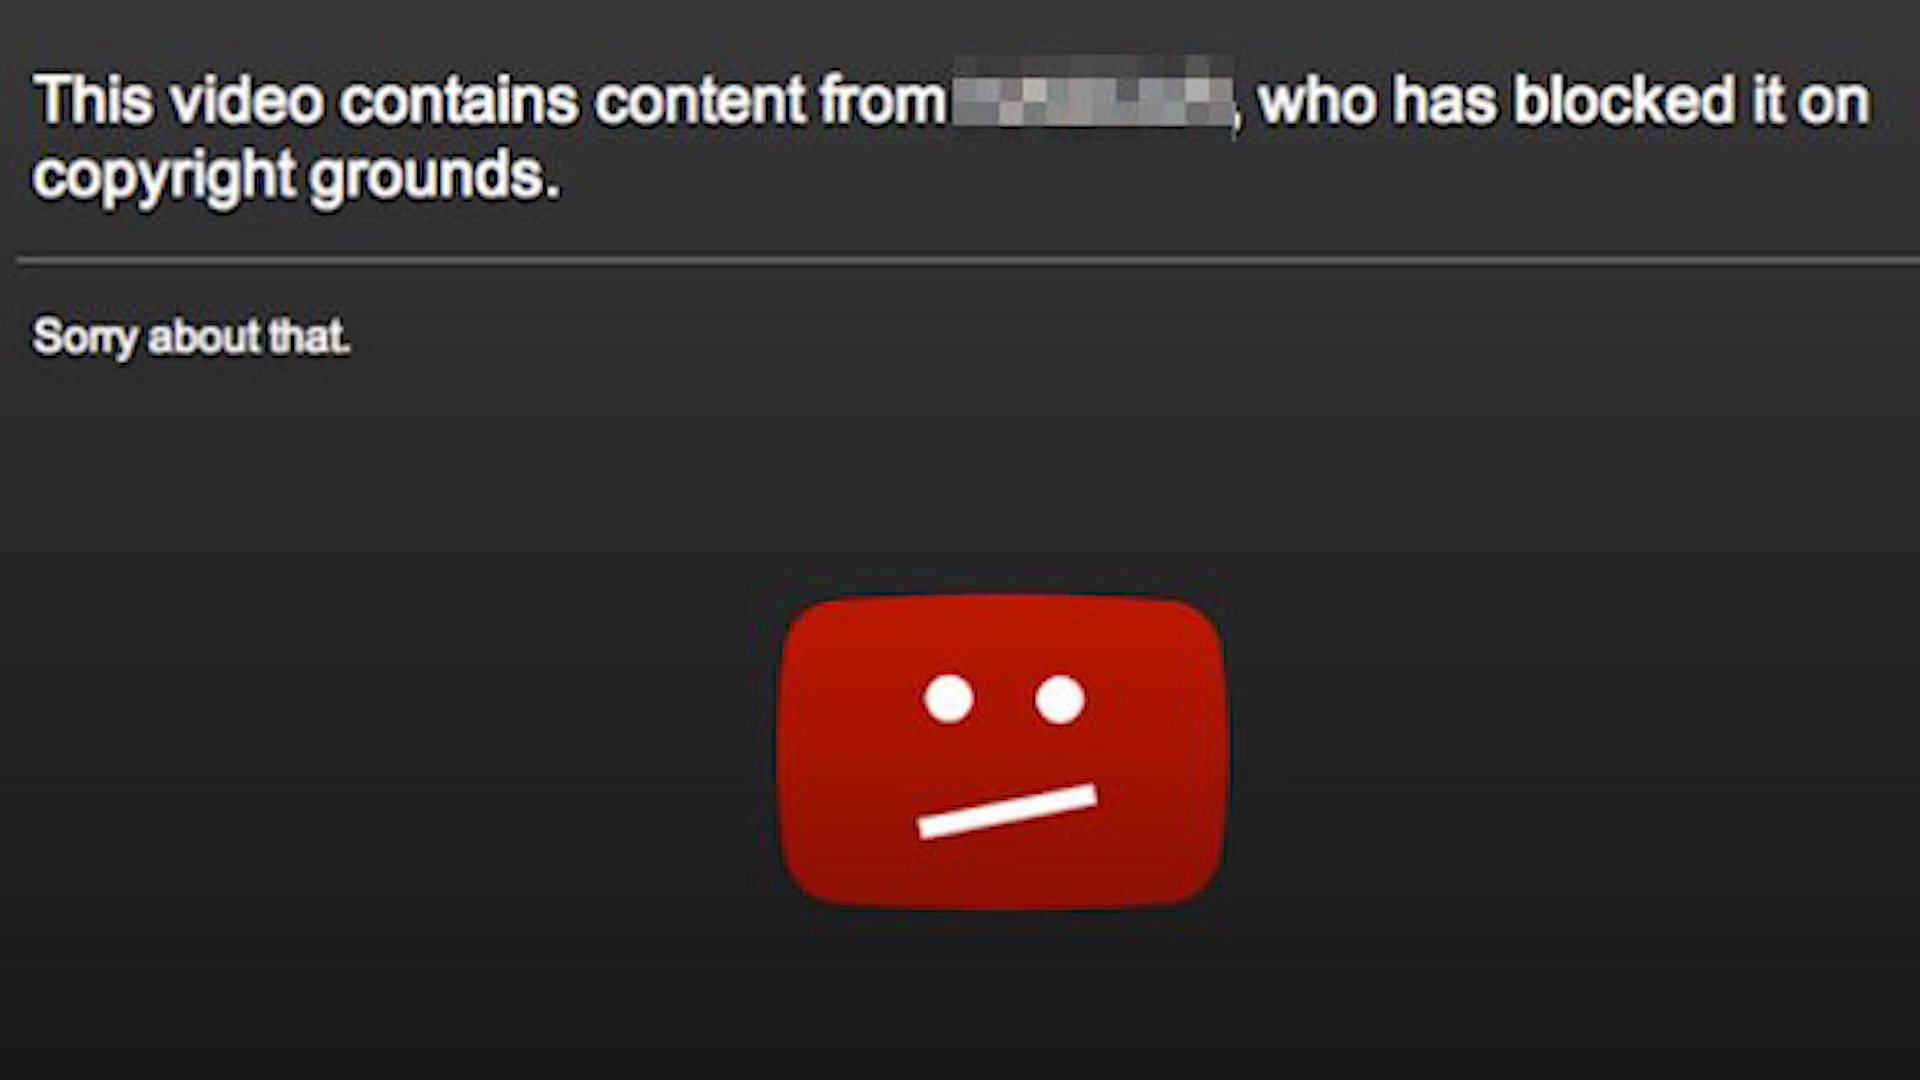 This video contains content from , who has blocked it on
copyright grounds.
Sorry about that.